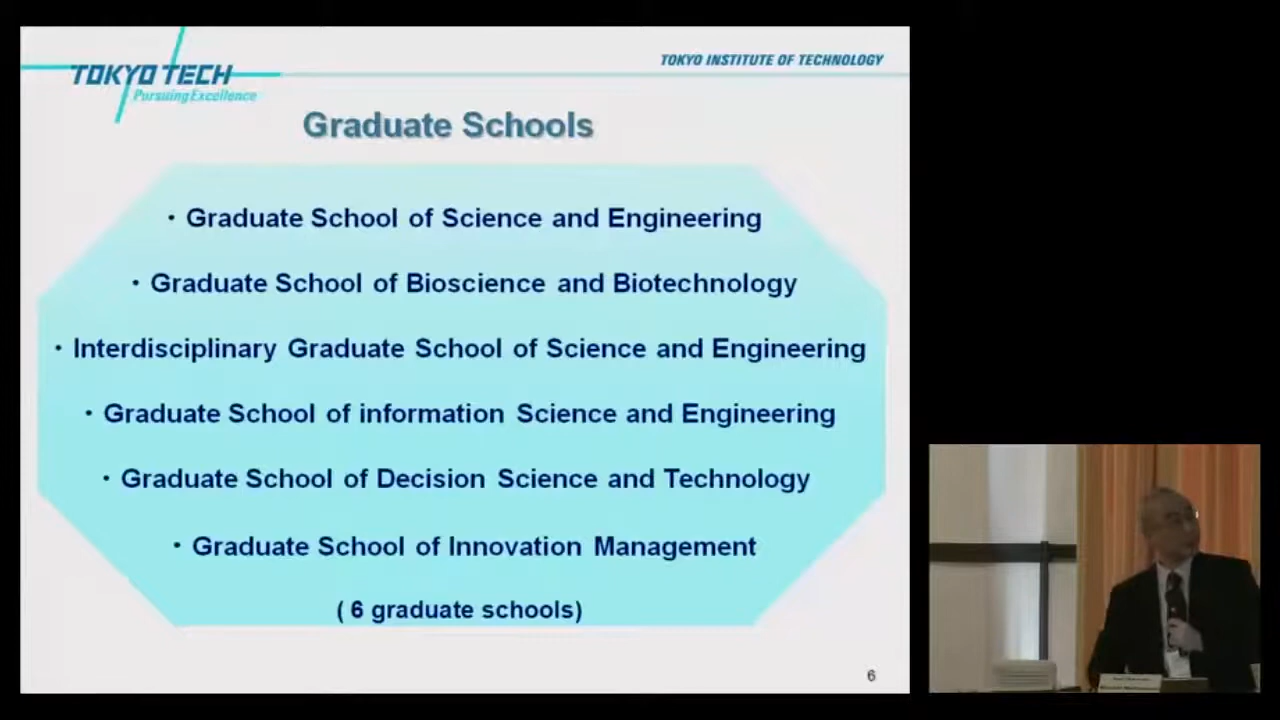 TOKYO TECH
Pursuing Excellence
TOKYO INSTITUTE OF TECHNOLOGY
Graduate Schools
・Graduate School of Science and Engineering
・Graduate School of Bioscience and Biotechnology
・Interdisciplinary Graduate School of Science and Engineering
・Graduate School of information Science and Engineering
・Graduate School of Decision Science and Technology
・Graduate School of Innovation Management
( 6 graduate schools)
6